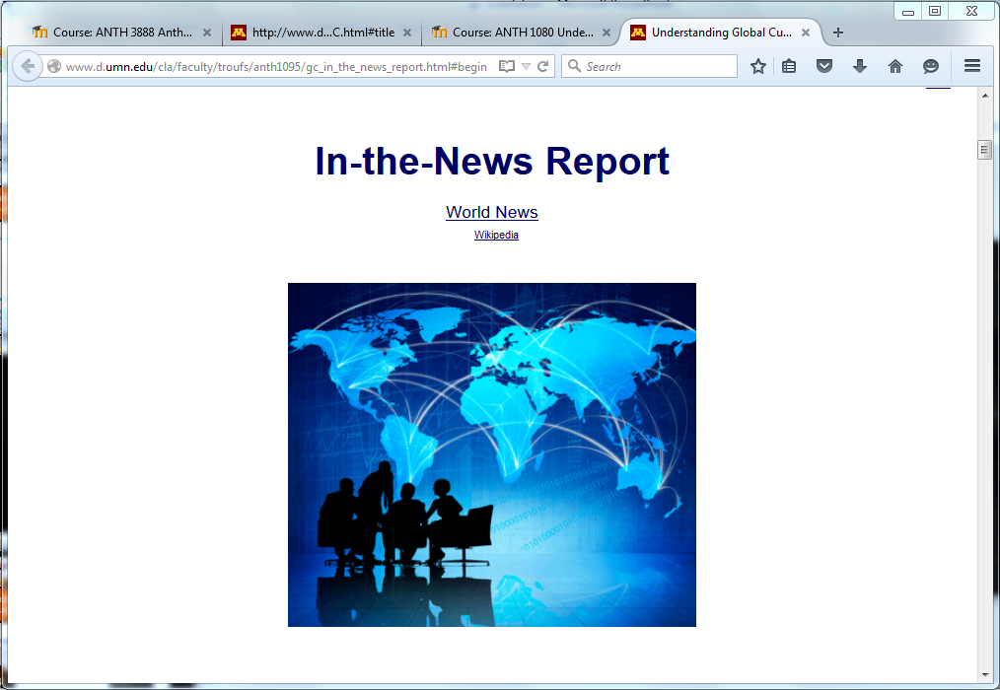 Course: ANTH 3888 Anth...
http://www.d...C.html#title
Course: ANTH 1080 Unde...
Understanding Global Cu...
www.d.umn.edu/cla/faculty/troufs/anth1095/gc_in_the_news_report.html#begin
Search
In-the-News Report
World News
Wikipedia